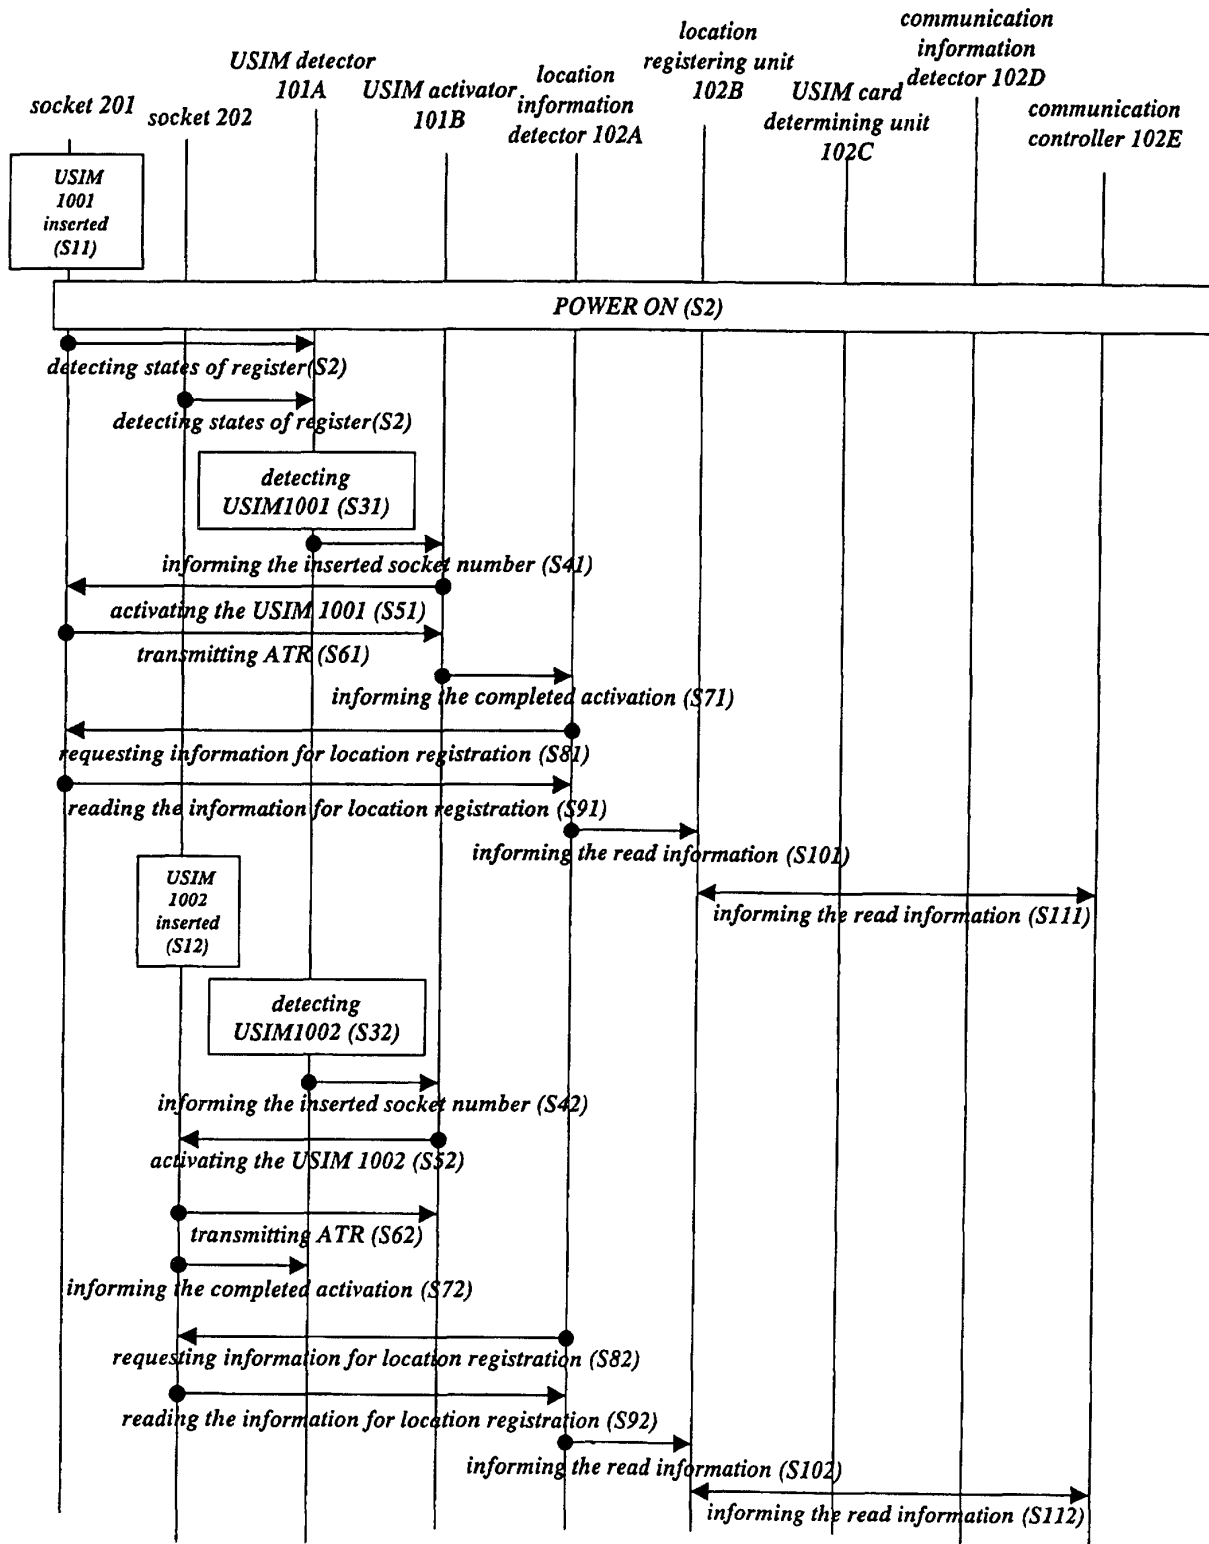 socket 201
socket 202
USIM detector
101A
USIM activator
101B
location
information
detector 102A
location
registering unit
102B
USIM card
determining unit
102C
communication
information
detector 102D
communication
controller 102E
USIM
1001
inserted
(S11)
POWER ON (S2)
detecting states of register(S2)
detecting states of register(S2)
detecting
USIM1001 (S31)
informing the inserted socket number (S41)
activating the USIM 1001 (S51)
transmitting ATR (S61)
informing the completed activation (S71)
requesting information for location registration (S81)
reading the information for location registration (S91)
informing the read information (S101)
USIM
1002
inserted
(S12)
informing the read information (S111)
detecting
USIM1002 (S32)
informing the inserted socket number (S42)
activating the USIM 1002 (S52)
transmitting ATR (S62)
informing the completed activation (S72)
requesting information for location registration (S82)
reading the information for location registration (S92)
informing the read information (S102)
informing the read information (S112)